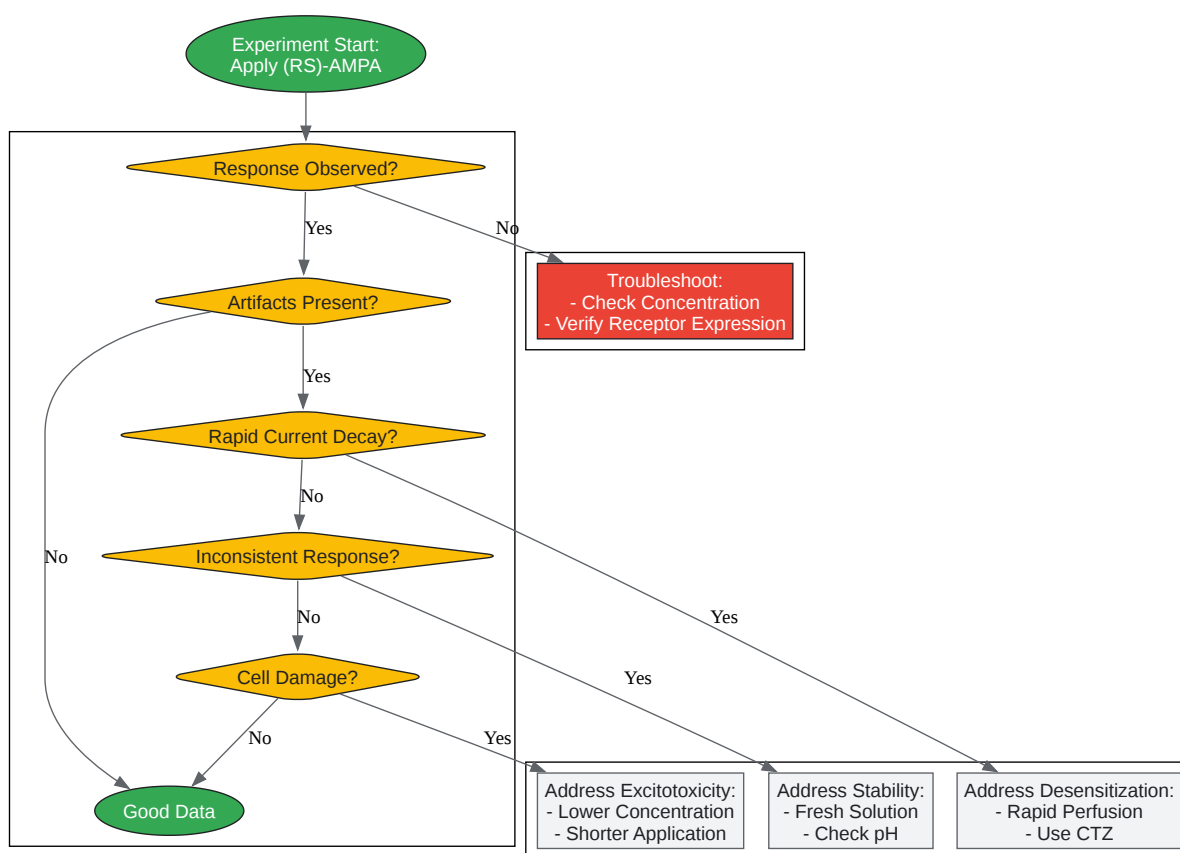 Experiment Start:
Apply (RS)-AMPA
Response Observed?
Yes
No
Troubleshoot:
- Check Concentration
- Verify Receptor Expression
Artifacts Present?
Yes
Rapid Current Decay?
No
Inconsistent Response?
No
No
Yes
Cell Damage?
Yes
No
Yes
Good Data
Address Excitotoxicity:
- Lower Concentration
- Shorter Application
Address Stability:
- Fresh Solution
- Check pH
Address Desensitization:
- Rapid Perfusion
- Use CTZ